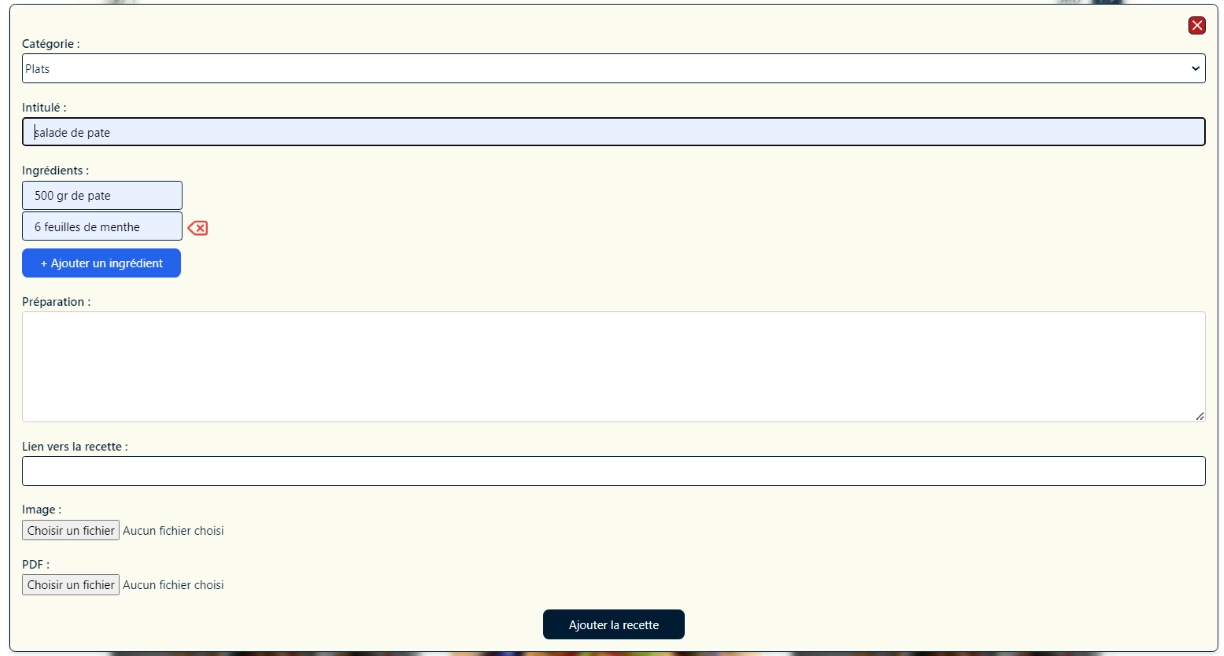 Catégorie :
Plats
Intitulé :
salade de pate
Ingrédients :
500 gr de pate
6 feuilles de menthe
+ Ajouter un ingrédient
Préparation :
Lien vers la recette :
Image :
Choisir un fichier Aucun fichier choisi
PDF :
Choisir un fichier Aucun fichier choisi
Ajouter la recette